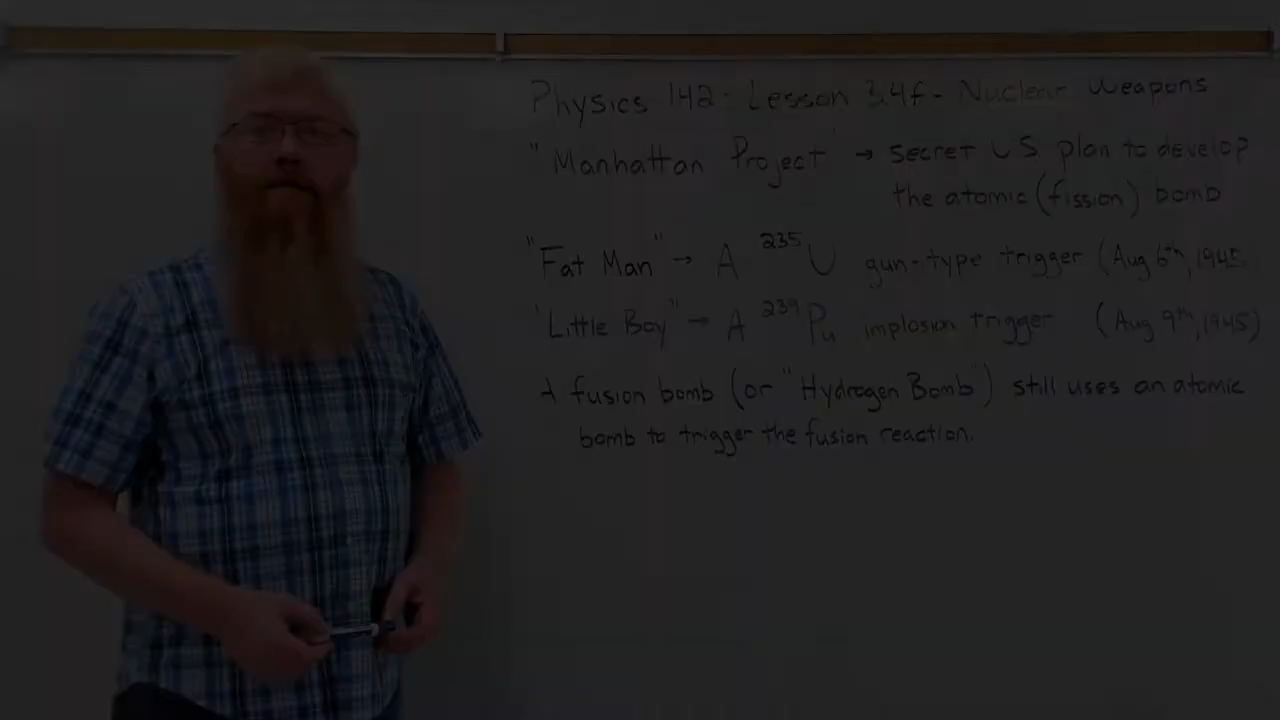 Physics 142 - Lesson 3.4f - Nuclear Weapons
"Manhattan Project" → Secret U.S. plan to develop
the atomic (fission) bomb
"Fat Man" → A ²³⁵U gun-type trigger (Aug 6th, 1945
"Little Boy" → A ²³⁹Pu implosion trigger (Aug 9th, 1945)
A fusion bomb (or "Hydrogen Bomb") still uses an atomic
bomb to trigger the fusion reaction.